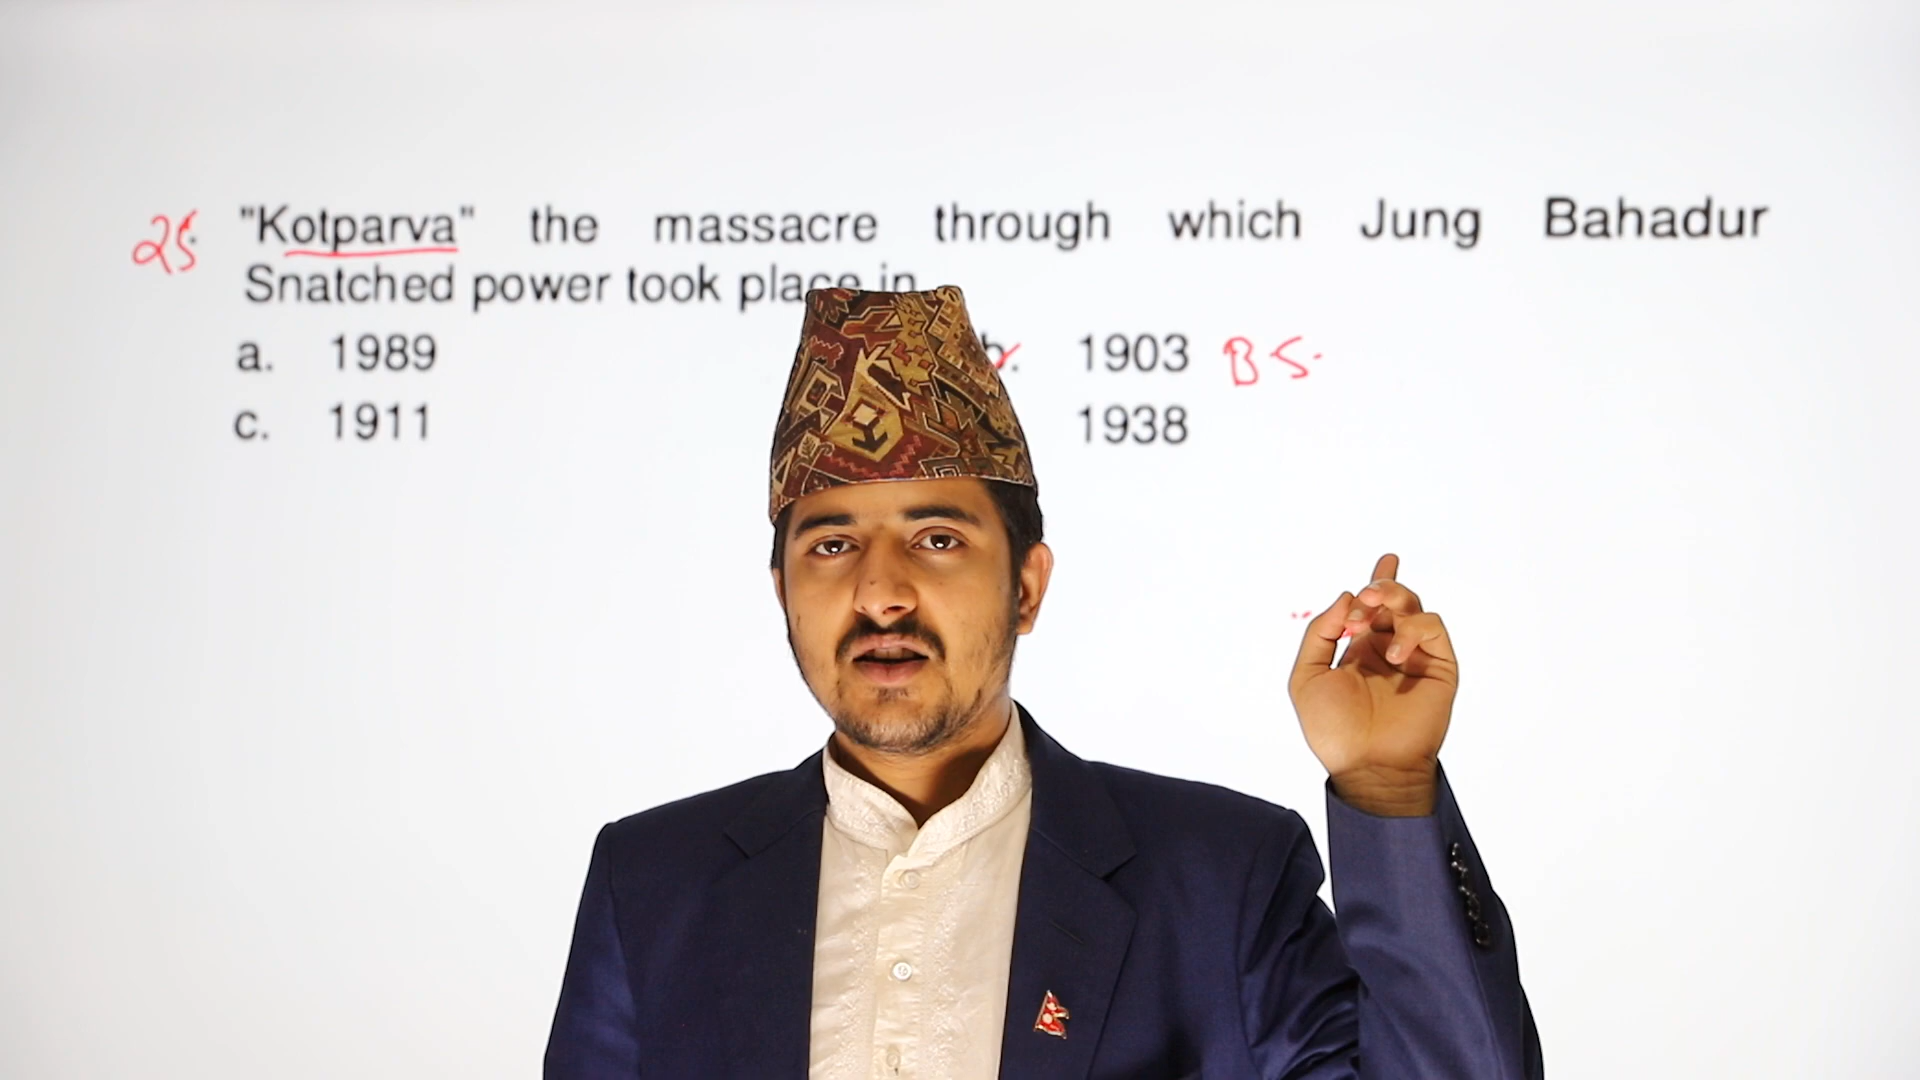 25. "Kotparva" the massacre through which Jung Bahadur
Snatched power took place in
a. 1989 b. 1903 B.S.
c. 1911 1938